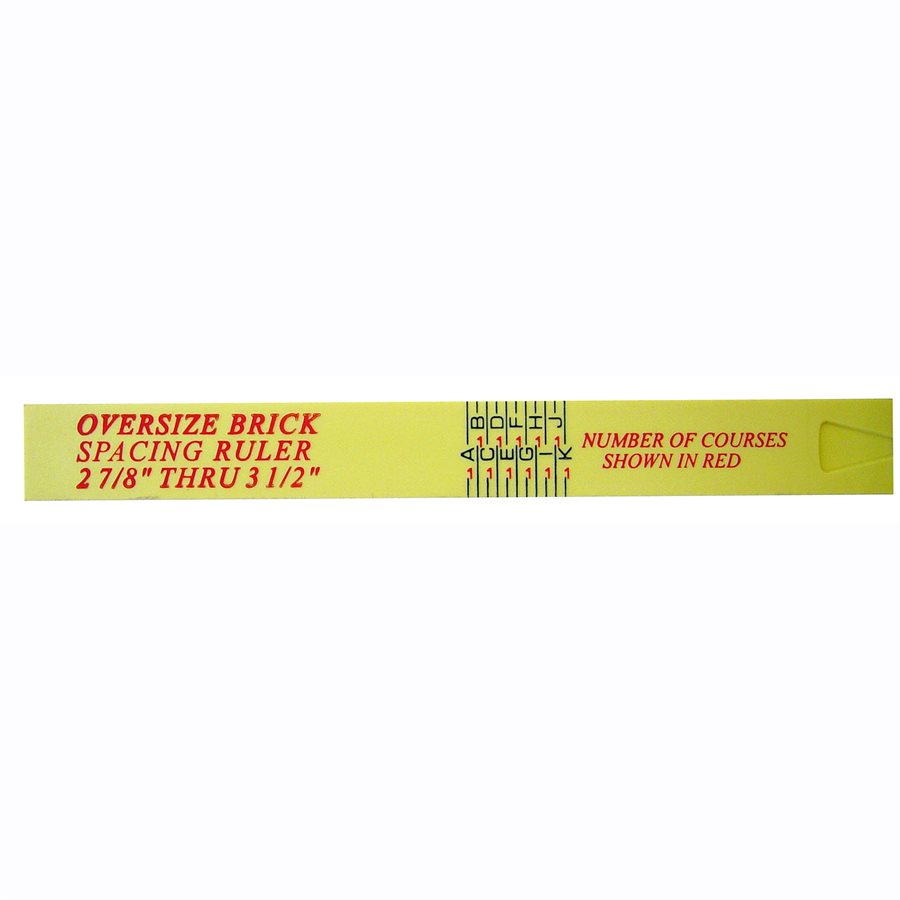 OVERSIZE BRICK
SPACING RULER
2 7/8" THRU 3 1/2"
B D F H J
1 1 1 1 1
A C E G I K
1 1 1 1 1 1
NUMBER OF COURSES
SHOWN IN RED